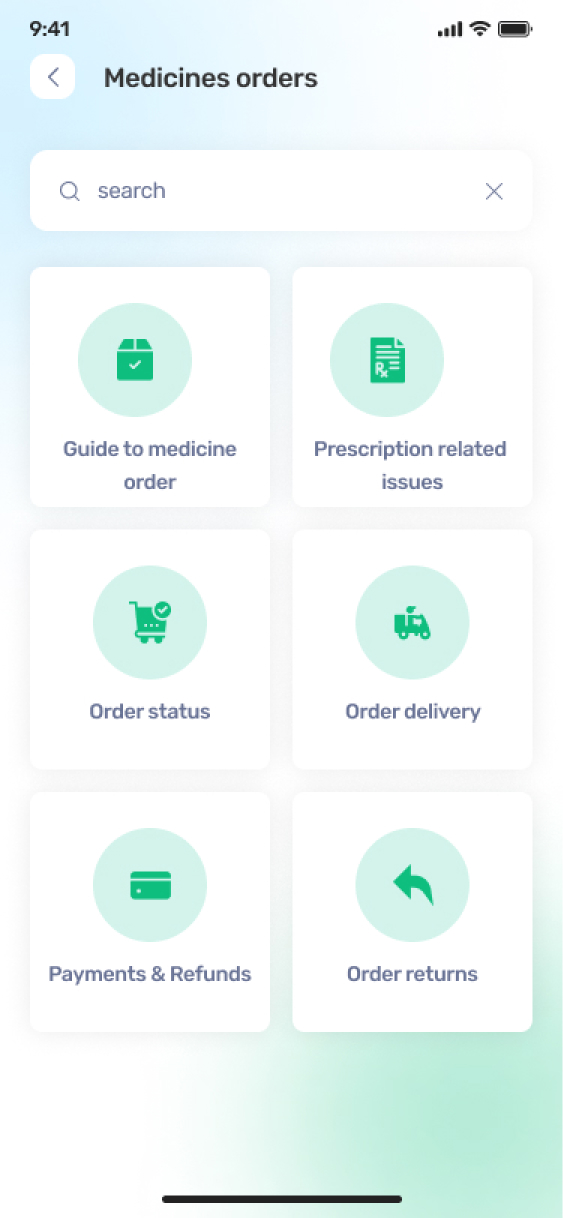 9:41
Medicines orders
search
Guide to medicine
order
Prescription related
issues
Rx
Order status
Order delivery
Payments & Refunds
Order returns